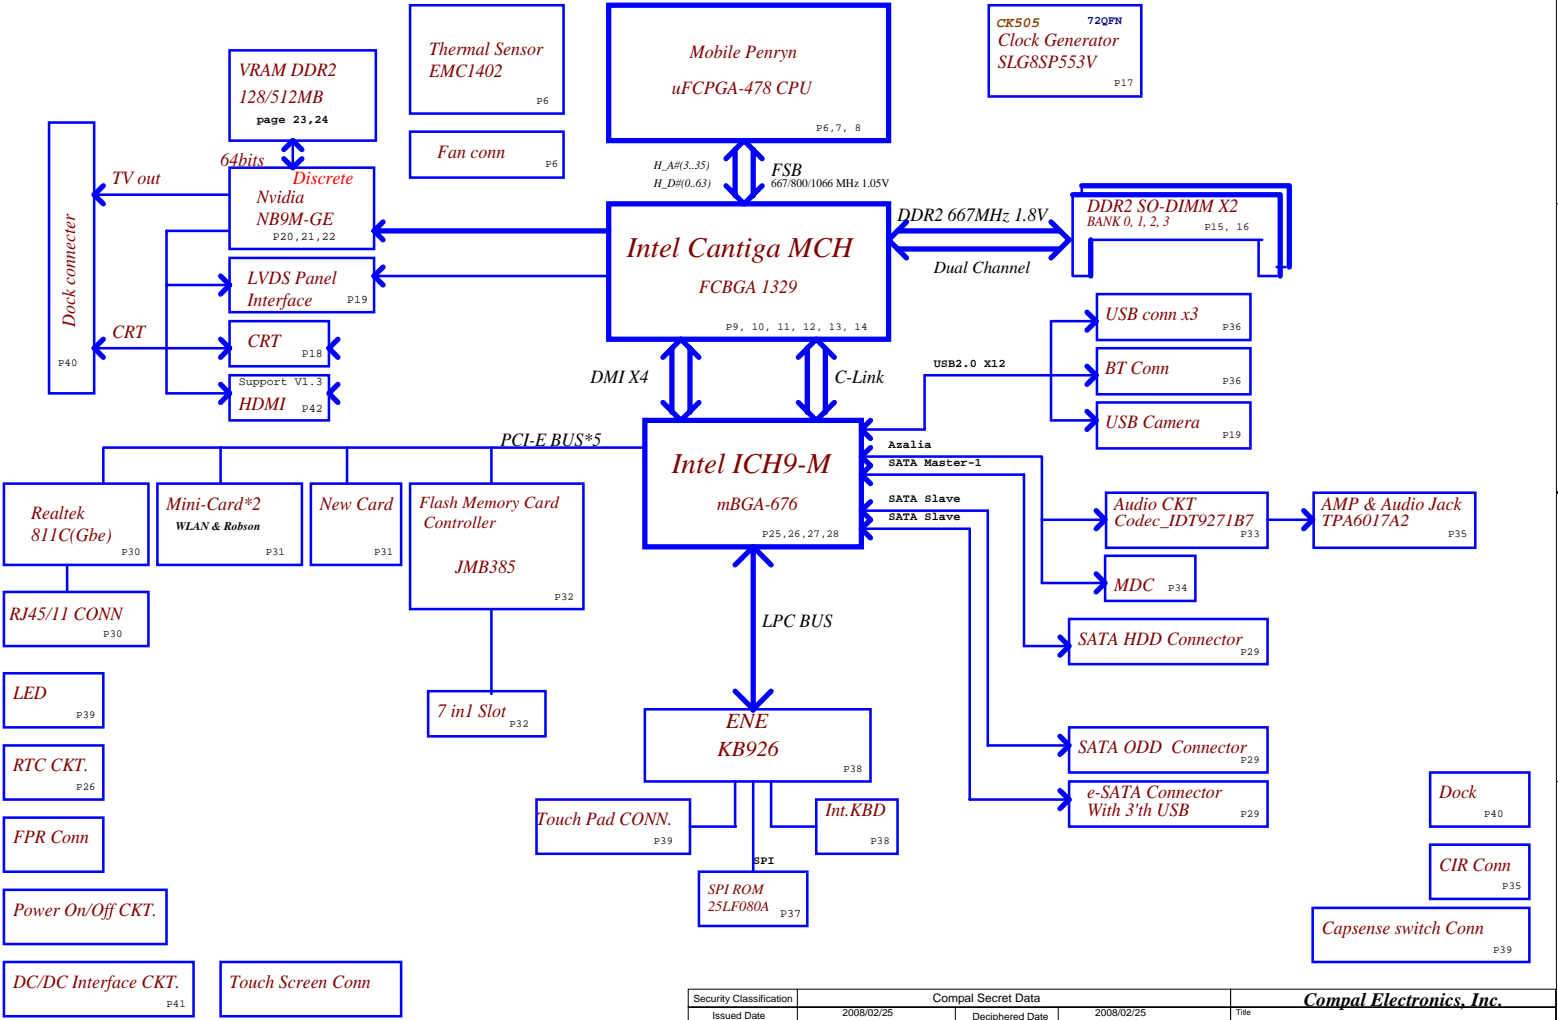 Thermal Sensor
EMC1402
P6
Mobile Penryn
uFCPGA-478 CPU
P6,7, 8
CK505
72QFN
Clock Generator
SLG8SP553V
P17
VRAM DDR2
128/512MB
page 23,24
Fan conn
P6
64bits
H_A#(3..35)
H_D#(0..63)
FSB
667/800/1066 MHz 1.05V
Dock connecter
P40
TV out
Discrete
Nvidia
NB9M-GE
P20,21,22
Intel Cantiga MCH
FCBGA 1329
P9, 10, 11, 12, 13, 14
DDR2 667MHz 1.8V
Dual Channel
DDR2 SO-DIMM X2
BANK 0, 1, 2, 3
P15, 16
LVDS Panel
Interface
P19
CRT
CRT
P18
Support V1.3
HDMI
P42
DMI X4
C-Link
USB2.0 X12
USB conn x3
P36
BT Conn
P36
USB Camera
P19
PCI-E BUS*5
Intel ICH9-M
mBGA-676
P25,26,27,28
Azalia
SATA Master-1
SATA Slave
SATA Slave
Realtek
811C(Gbe)
P30
Mini-Card*2
WLAN & Robson
P31
New Card
P31
Flash Memory Card
Controller
JMB385
P32
Audio CKT
Codec_IDT9271B7
P33
AMP & Audio Jack
TPA6017A2
P35
MDC
P34
RJ45/11 CONN
P30
LPC BUS
SATA HDD Connector
P29
LED
P39
7 in1 Slot
P32
ENE
KB926
P38
SATA ODD Connector
P29
RTC CKT.
P26
e-SATA Connector
With 3'th USB
P29
Dock
P40
Touch Pad CONN.
P39
Int.KBD
P38
FPR Conn
SPI
SPI ROM
25LF080A
P37
CIR Conn
P35
Power On/Off CKT.
Capsense switch Conn
P39
DC/DC Interface CKT.
P41
Touch Screen Conn
Security Classification
Compal Secret Data
Compal Electronics, Inc.
Issued Date
2008/02/25
Deciphered Date
2008/02/25
Title